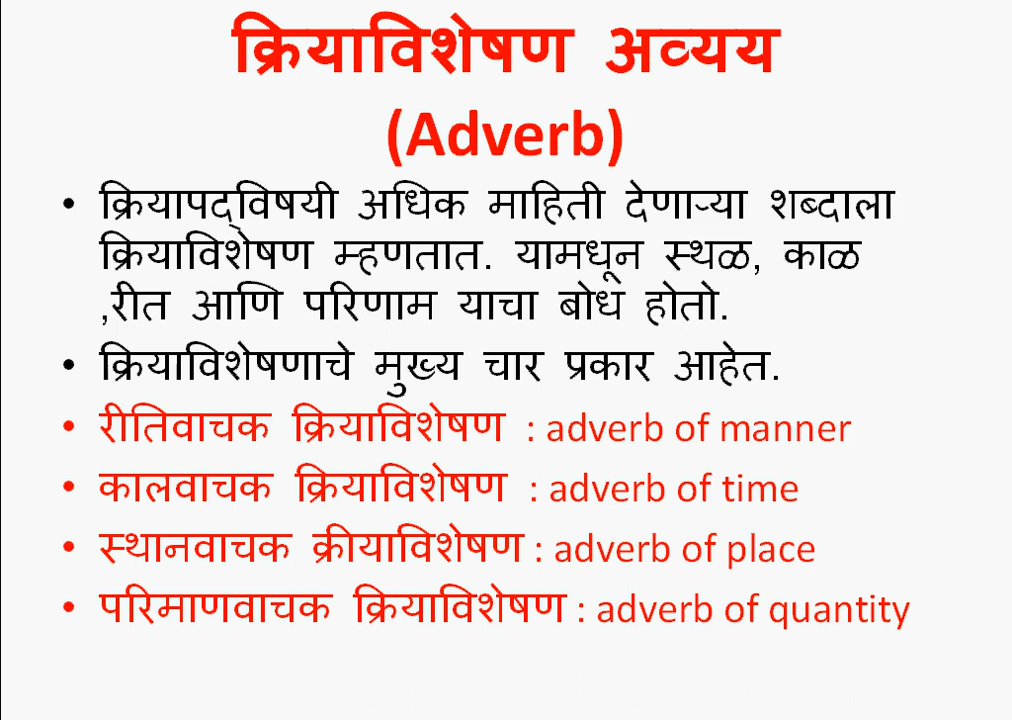 क्रियाविशेषण अव्यय
(Adverb)
• क्रियापद्विषयी अधिक माहिती देणाऱ्या शब्दाला
क्रियाविशेषण म्हणतात. यामधून स्थळ, काळ
,रीत आणि परिणाम याचा बोध होतो.
• क्रियाविशेषणाचे मुख्य चार प्रकार आहेत.
• रीतिवाचक क्रियाविशेषण : adverb of manner
• कालवाचक क्रियाविशेषण : adverb of time
• स्थानवाचक क्रीयाविशेषण : adverb of place
• परिमाणवाचक क्रियाविशेषण : adverb of quantity